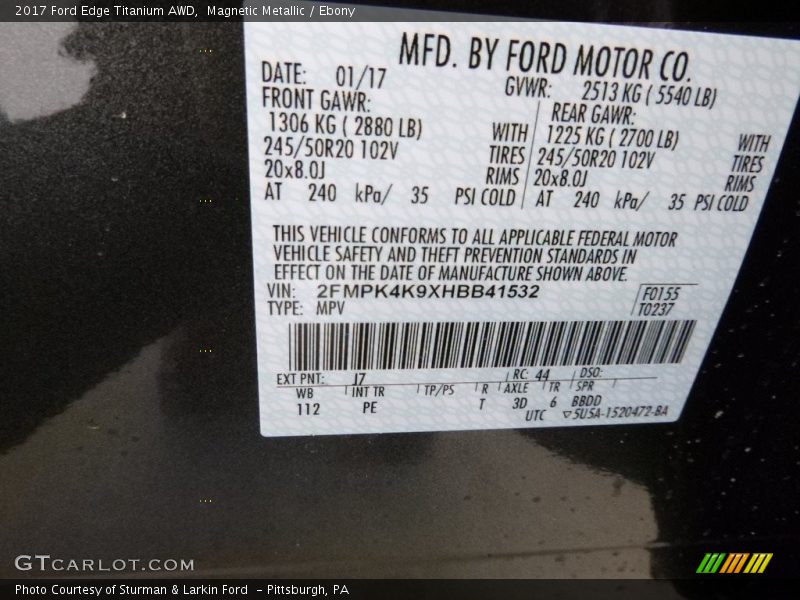 2017 Ford Edge Titanium AWD, Magnetic Metallic / Ebony
MFD. BY FORD MOTOR CO.
DATE: 01/17 GVWR: 2513 KG ( 5540 LB)
FRONT GAWR: REAR GAWR:
1306 KG ( 2880 LB) WITH 1225 KG ( 2700 LB) WITH
245/50R20 102V TIRES 245/50R20 102V TIRES
20x8.0J RIMS 20x8.0J RIMS
AT 240 kPa/ 35 PSI COLD AT 240 kPa/ 35 PSI COLD
THIS VEHICLE CONFORMS TO ALL APPLICABLE FEDERAL MOTOR
VEHICLE SAFETY AND THEFT PREVENTION STANDARDS IN
EFFECT ON THE DATE OF MANUFACTURE SHOWN ABOVE.
VIN: 2FMPK4K9XHBB41532 F0155
TYPE: MPV T0237
EXT PNT: J7 RC: 44 DSO:
WB INT TR TP/PS R AXLE TR SPR
112 PE T 3D 6 BBDD
UTC ▽5U5A-1520472-BA
GTCARLOT.COM
Photo Courtesy of Sturman & Larkin Ford - Pittsburgh, PA